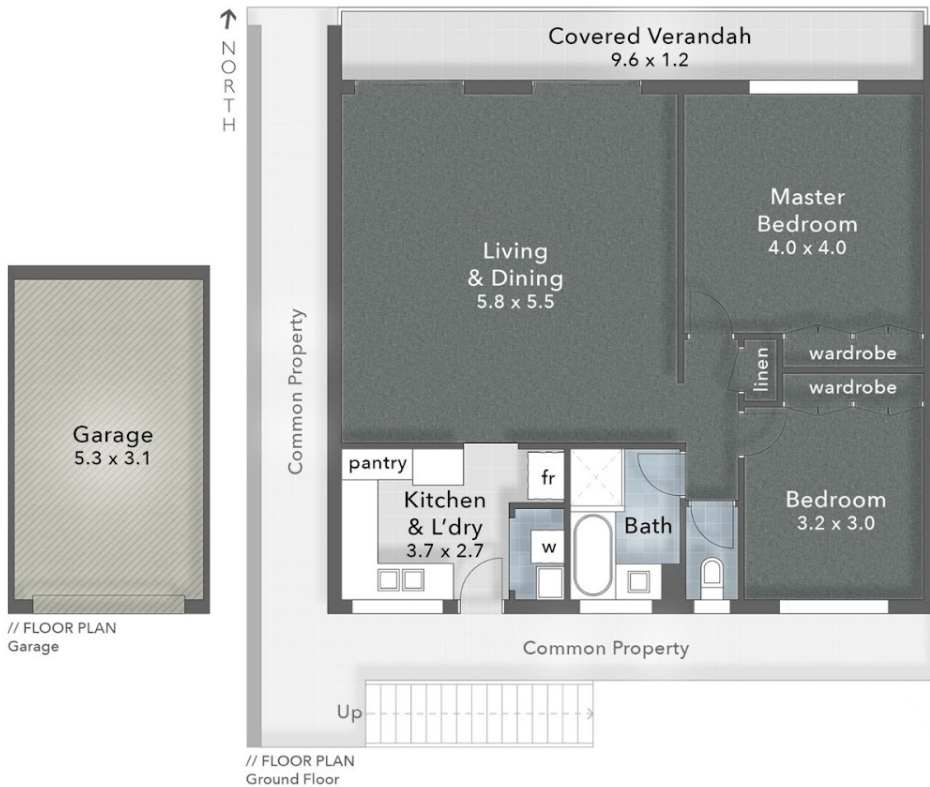 NORTH
Covered Verandah
9.6 x 1.2
Master
Bedroom
4.0 x 4.0
Living
& Dining
5.8 x 5.5
Common Property
wardrobe
linen
wardrobe
Garage
5.3 x 3.1
pantry
fr
Kitchen
& L'dry
3.7 x 2.7
w
Bath
Bedroom
3.2 x 3.0
// FLOOR PLAN
Garage
Common Property
Up
// FLOOR PLAN
Ground Floor